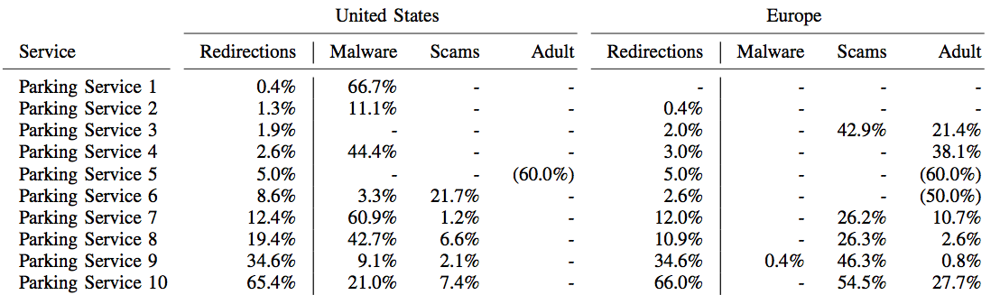 United States Europe
Service Redirections Malware Scams Adult Redirections Malware Scams Adult
Parking Service 1 0.4% 66.7% - - - - - -
Parking Service 2 1.3% 11.1% - - 0.4% - - -
Parking Service 3 1.9% - - - 2.0% - 42.9% 21.4%
Parking Service 4 2.6% 44.4% - - 3.0% - - 38.1%
Parking Service 5 5.0% - - (60.0%) 5.0% - - (60.0%)
Parking Service 6 8.6% 3.3% 21.7% - 2.6% - - (50.0%)
Parking Service 7 12.4% 60.9% 1.2% - 12.0% - 26.2% 10.7%
Parking Service 8 19.4% 42.7% 6.6% - 10.9% - 26.3% 2.6%
Parking Service 9 34.6% 9.1% 2.1% - 34.6% 0.4% 46.3% 0.8%
Parking Service 10 65.4% 21.0% 7.4% - 66.0% - 54.5% 27.7%